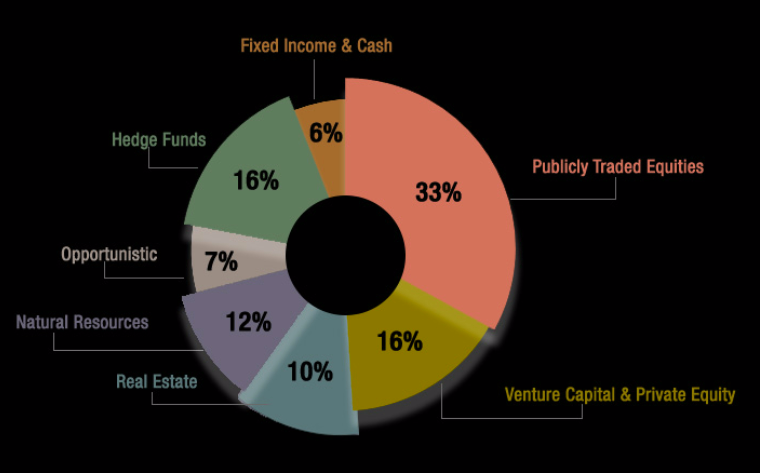 Fixed Income & Cash
6%
Hedge Funds
16%
Publicly Traded Equities
33%
Opportunistic
7%
Natural Resources
12%
16%
Real Estate
10%
Venture Capital & Private Equity